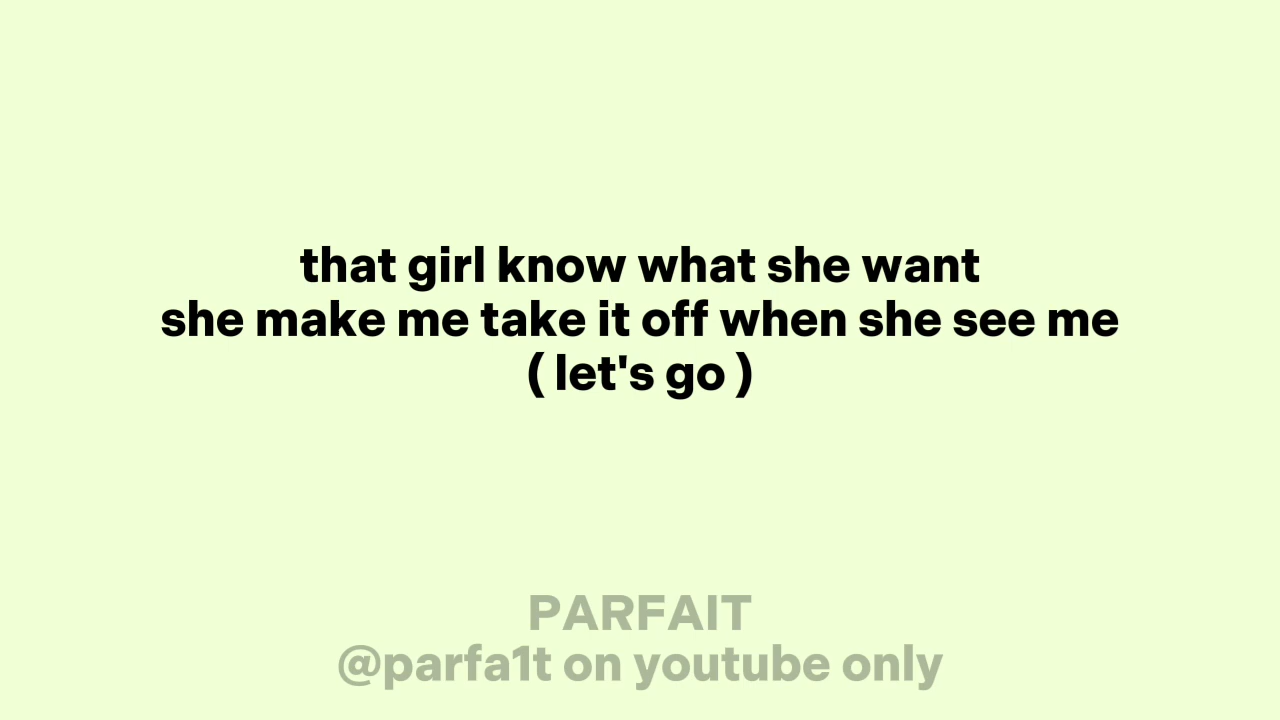 that girl know what she want
she make me take it off when she see me
( let's go )
PARFAIT
@parfa1t on youtube only